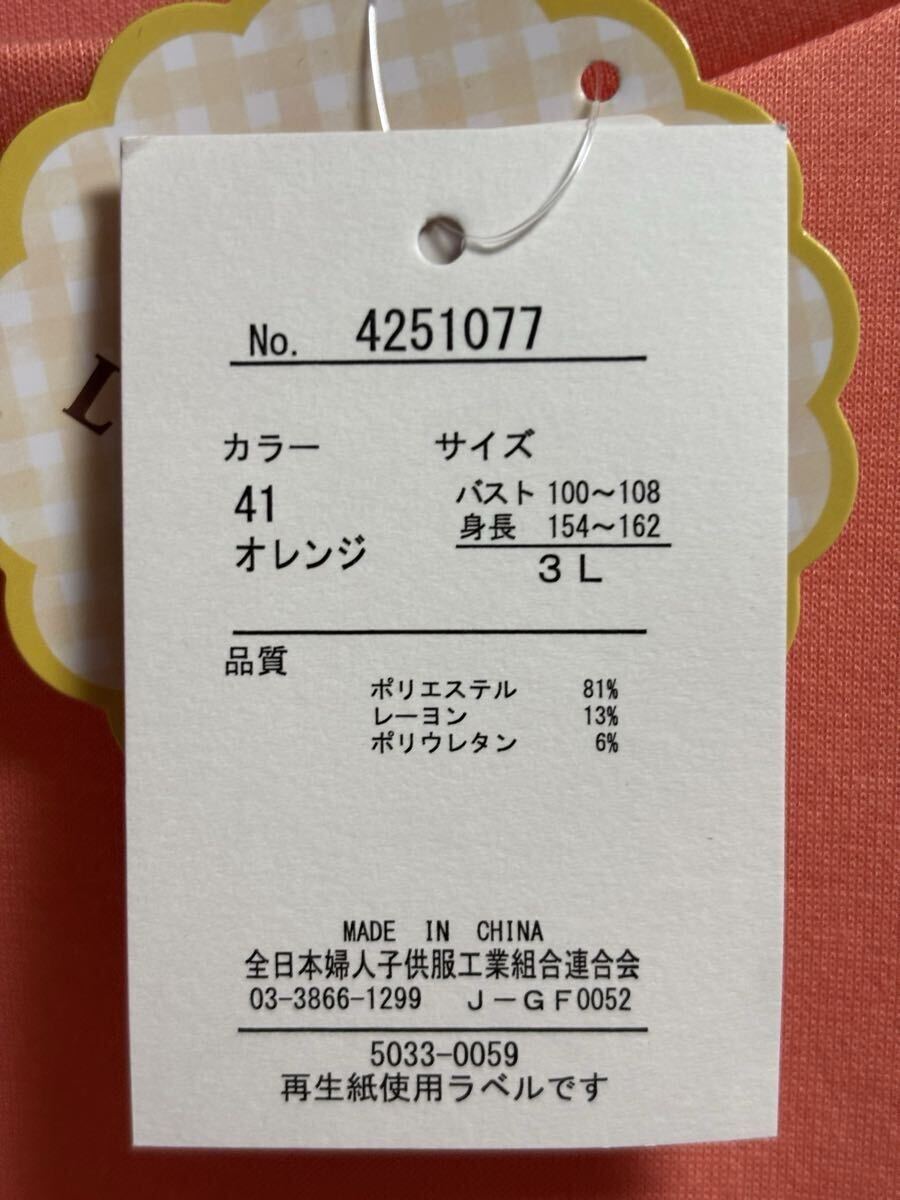 No. 4251077
カラー サイズ
41 バスト 100～108
オレンジ 身長 154～162
３Ｌ
品質
ポリエステル 81%
レーヨン 13%
ポリウレタン 6%
MADE IN CHINA
全日本婦人子供服工業組合連合会
03-3866-1299 Ｊ－ＧＦ0052
5033-0059
再生紙使用ラベルです
L